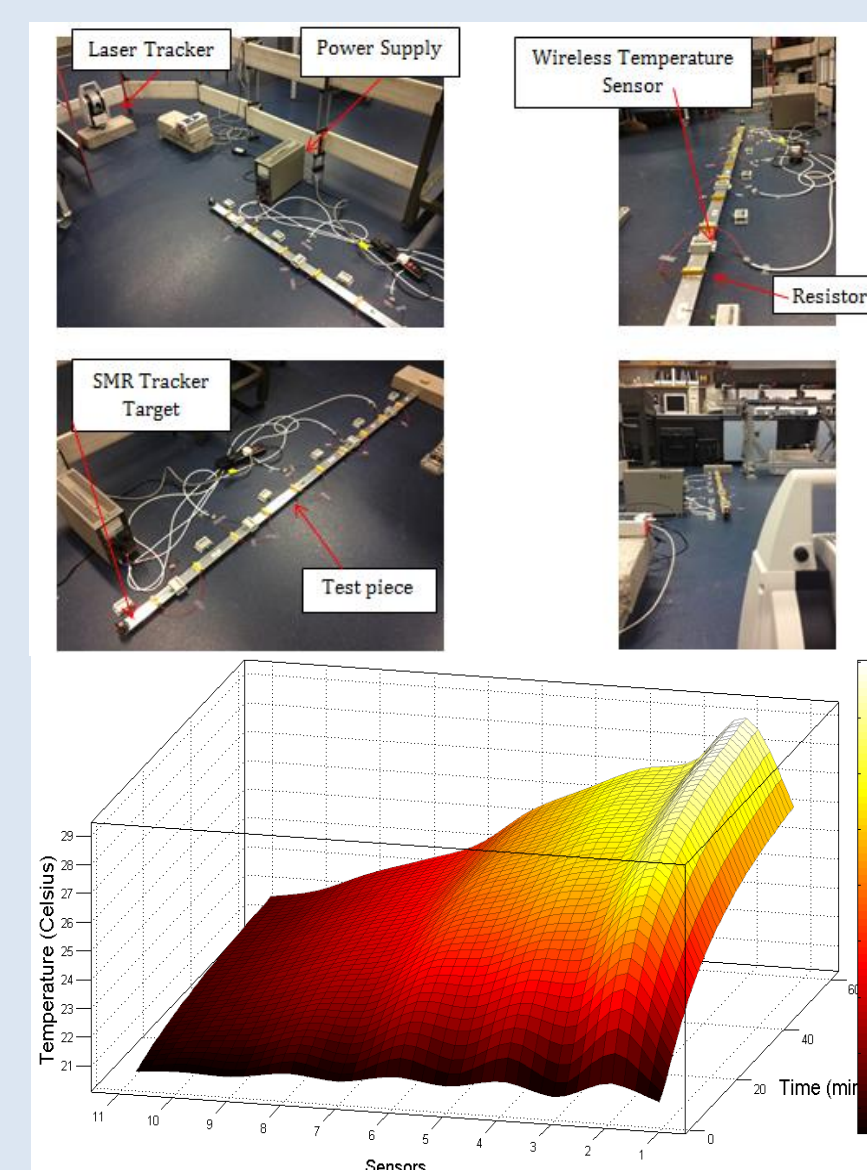 Laser Tracker
Power Supply
Wireless Temperature
Sensor
Resistor
SMR Tracker
Target
Test piece
Temperature (Celsius)
29
28
27
26
25
24
23
22
21
11
10
9
8
7
6
5
4
3
2
1
Sensors
0
20
40
60
Time (min